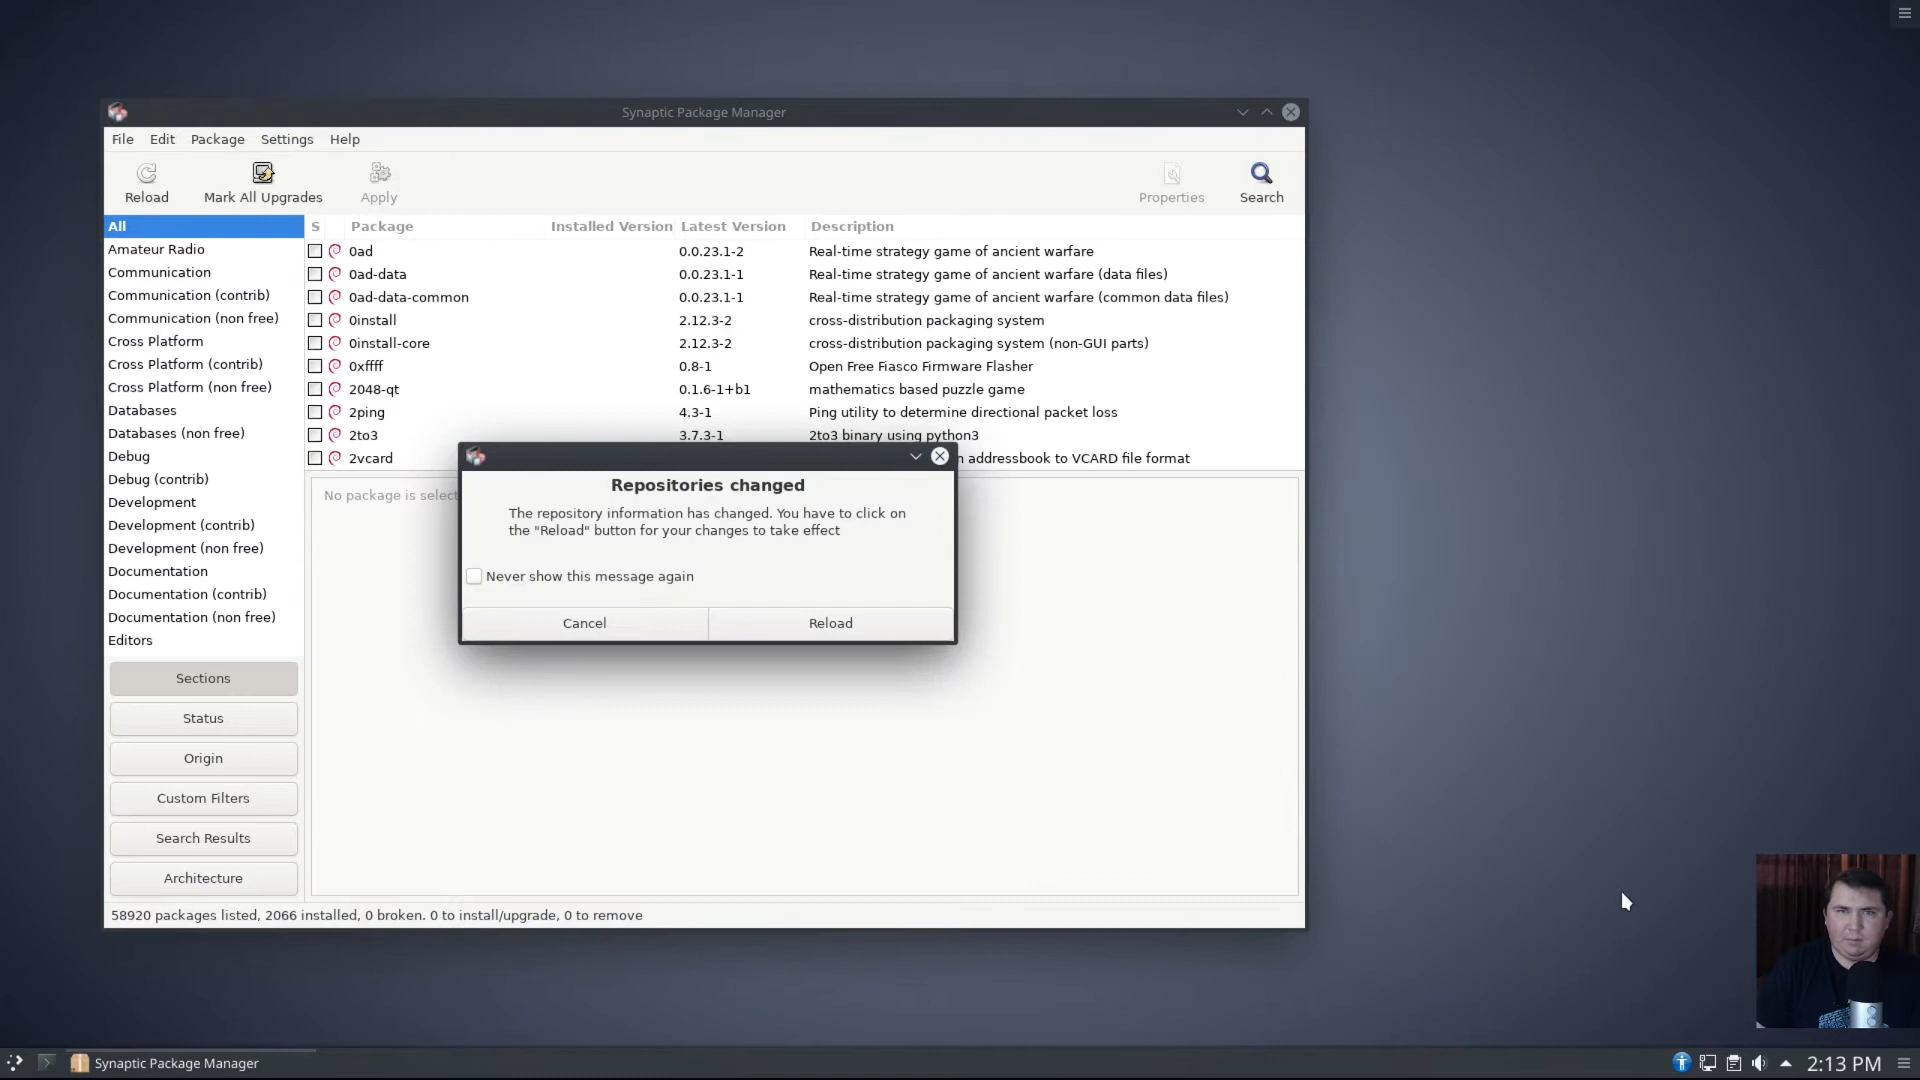 Synaptic Package Manager
File Edit Package Settings Help
Reload Mark All Upgrades Apply Properties Search
All
Amateur Radio
Communication
Communication (contrib)
Communication (non free)
Cross Platform
Cross Platform (contrib)
Cross Platform (non free)
Databases
Databases (non free)
Debug
Debug (contrib)
Development
Development (contrib)
Development (non free)
Documentation
Documentation (contrib)
Documentation (non free)
Editors
Sections
Status
Origin
Custom Filters
Search Results
Architecture
S Package Installed Version Latest Version Description
0ad 0.0.23.1-2 Real-time strategy game of ancient warfare
0ad-data 0.0.23.1-1 Real-time strategy game of ancient warfare (data files)
0ad-data-common 0.0.23.1-1 Real-time strategy game of ancient warfare (common data files)
0install 2.12.3-2 cross-distribution packaging system
0install-core 2.12.3-2 cross-distribution packaging system (non-GUI parts)
0xffff 0.8-1 Open Free Fiasco Firmware Flasher
2048-qt 0.1.6-1+b1 mathematics based puzzle game
2ping 4.3-1 Ping utility to determine directional packet loss
2to3 3.7.3-1 2to3 binary using python3
2vcard addressbook to VCARD file format
No package is select
Repositories changed
The repository information has changed. You have to click on
the "Reload" button for your changes to take effect
Never show this message again
Cancel Reload
58920 packages listed, 2066 installed, 0 broken. 0 to install/upgrade, 0 to remove
Synaptic Package Manager 2:13 PM